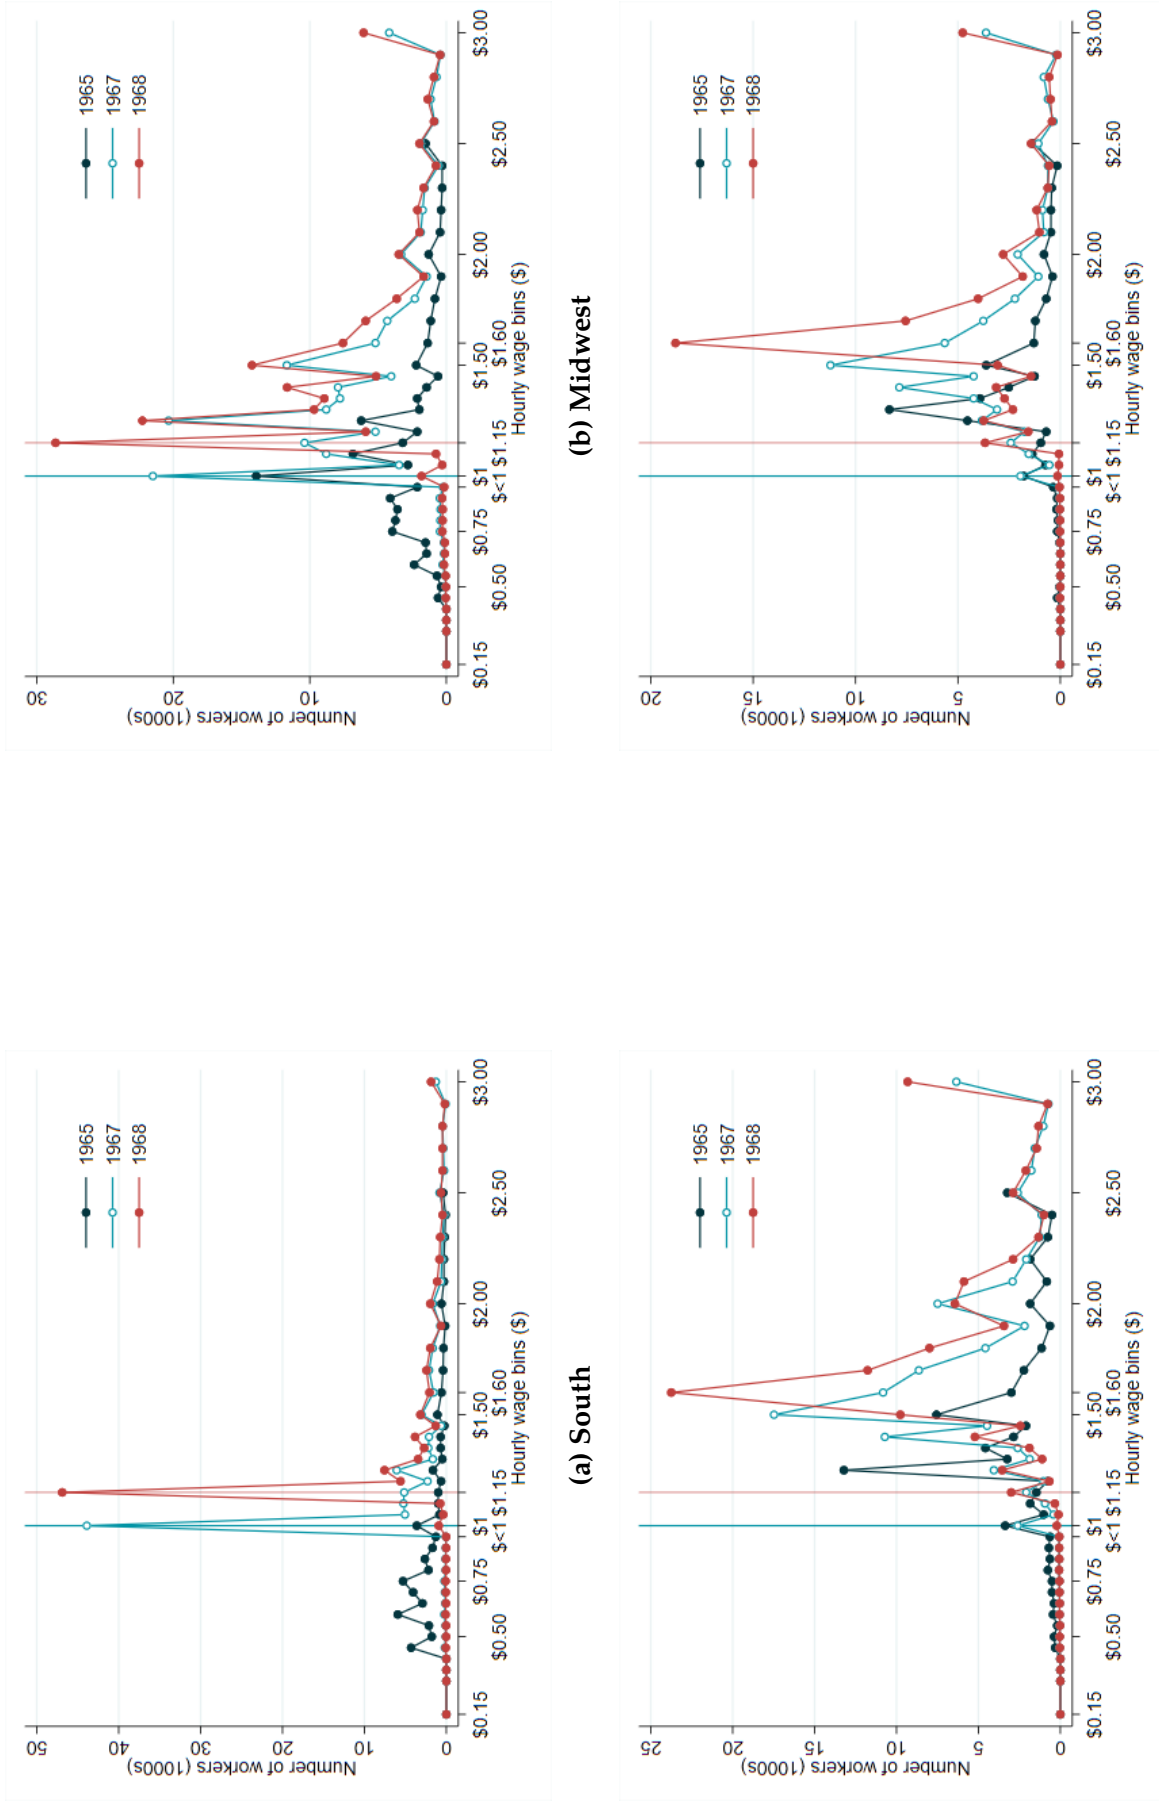 Number of workers (1000s)
50
40
30
20
10
0
1965
1967
1968
$0.15 $0.75 $1 $1.50 $2.00 $3.00
$0.50 $<1 $1.15 $1.60 $2.50
Hourly wage bins ($)
(a) South
Number of workers (1000s)
30
20
10
0
1965
1967
1968
$0.15 $0.75 $1 $1.50 $2.00 $3.00
$0.50 $<1 $1.15 $1.60 $2.50
Hourly wage bins ($)
(b) Midwest
Number of workers (1000s)
25
20
15
10
5
0
1965
1967
1968
$0.15 $0.75 $1 $1.50 $2.00 $3.00
$0.50 $<1 $1.15 $1.60 $2.50
Hourly wage bins ($)
Number of workers (1000s)
20
15
10
5
0
1965
1967
1968
$0.15 $0.75 $1 $1.50 $2.00 $3.00
$0.50 $<1 $1.15 $1.60 $2.50
Hourly wage bins ($)